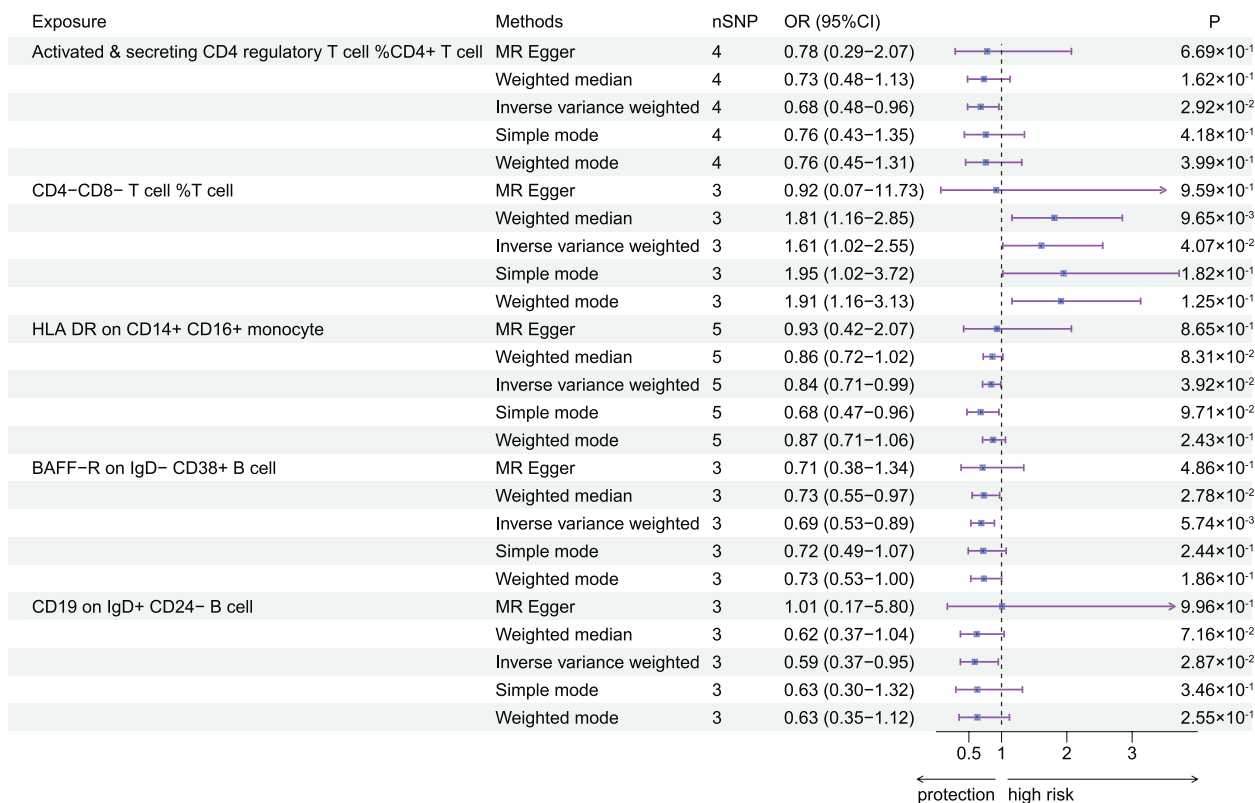 Exposure Methods nSNP OR (95%CI) P
Activated & secreting CD4 regulatory T cell %CD4+ T cell MR Egger 4 0.78 (0.29−2.07) 6.69×10⁻¹
Weighted median 4 0.73 (0.48−1.13) 1.62×10⁻¹
Inverse variance weighted 4 0.68 (0.48−0.96) 2.92×10⁻²
Simple mode 4 0.76 (0.43−1.35) 4.18×10⁻¹
Weighted mode 4 0.76 (0.45−1.31) 3.99×10⁻¹
CD4−CD8− T cell %T cell MR Egger 3 0.92 (0.07−11.73) 9.59×10⁻¹
Weighted median 3 1.81 (1.16−2.85) 9.65×10⁻³
Inverse variance weighted 3 1.61 (1.02−2.55) 4.07×10⁻²
Simple mode 3 1.95 (1.02−3.72) 1.82×10⁻¹
Weighted mode 3 1.91 (1.16−3.13) 1.25×10⁻¹
HLA DR on CD14+ CD16+ monocyte MR Egger 5 0.93 (0.42−2.07) 8.65×10⁻¹
Weighted median 5 0.86 (0.72−1.02) 8.31×10⁻²
Inverse variance weighted 5 0.84 (0.71−0.99) 3.92×10⁻²
Simple mode 5 0.68 (0.47−0.96) 9.71×10⁻²
Weighted mode 5 0.87 (0.71−1.06) 2.43×10⁻¹
BAFF−R on IgD− CD38+ B cell MR Egger 3 0.71 (0.38−1.34) 4.86×10⁻¹
Weighted median 3 0.73 (0.55−0.97) 2.78×10⁻²
Inverse variance weighted 3 0.69 (0.53−0.89) 5.74×10⁻³
Simple mode 3 0.72 (0.49−1.07) 2.44×10⁻¹
Weighted mode 3 0.73 (0.53−1.00) 1.86×10⁻¹
CD19 on IgD+ CD24− B cell MR Egger 3 1.01 (0.17−5.80) 9.96×10⁻¹
Weighted median 3 0.62 (0.37−1.04) 7.16×10⁻²
Inverse variance weighted 3 0.59 (0.37−0.95) 2.87×10⁻²
Simple mode 3 0.63 (0.30−1.32) 3.46×10⁻¹
Weighted mode 3 0.63 (0.35−1.12) 2.55×10⁻¹
0.5 1 2 3
protection high risk